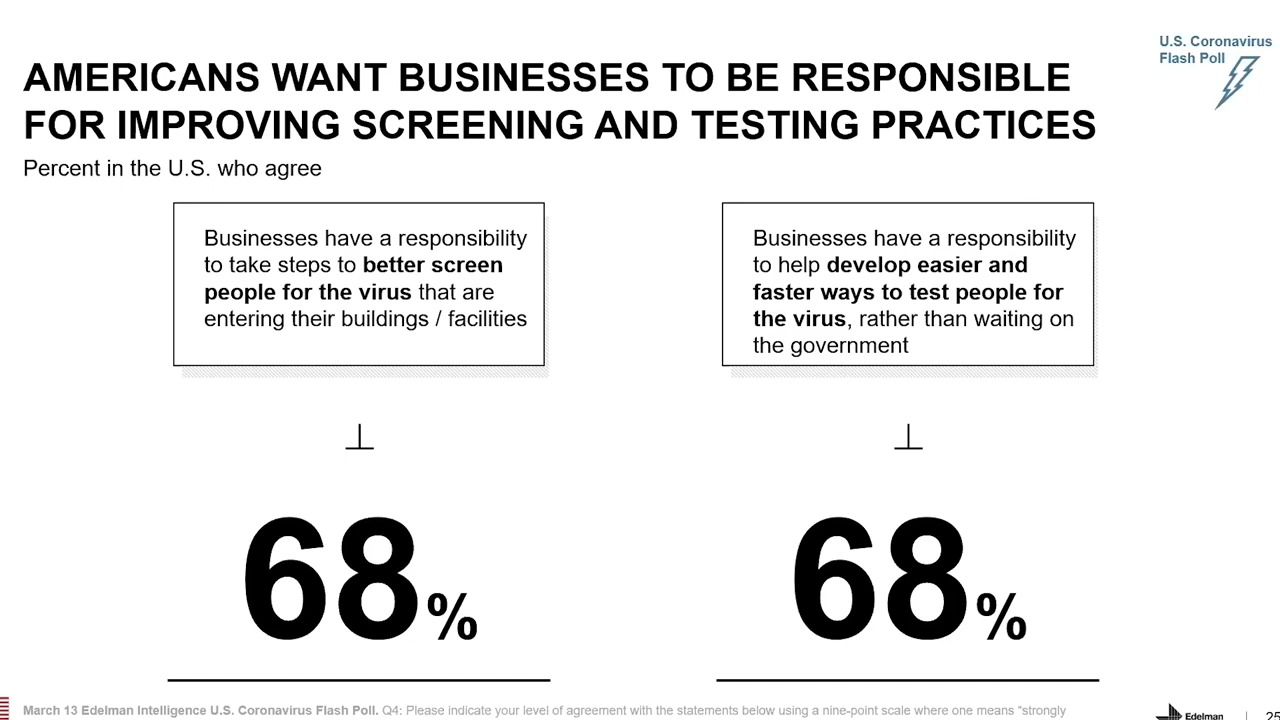 U.S. Coronavirus
Flash Poll
AMERICANS WANT BUSINESSES TO BE RESPONSIBLE
FOR IMPROVING SCREENING AND TESTING PRACTICES
Percent in the U.S. who agree
Businesses have a responsibility
to take steps to better screen
people for the virus that are
entering their buildings / facilities
Businesses have a responsibility
to help develop easier and
faster ways to test people for
the virus, rather than waiting on
the government
68%
68%
March 13 Edelman Intelligence U.S. Coronavirus Flash Poll. Q4: Please indicate your level of agreement with the statements below using a nine-point scale where one means "strongly
Edelman
25